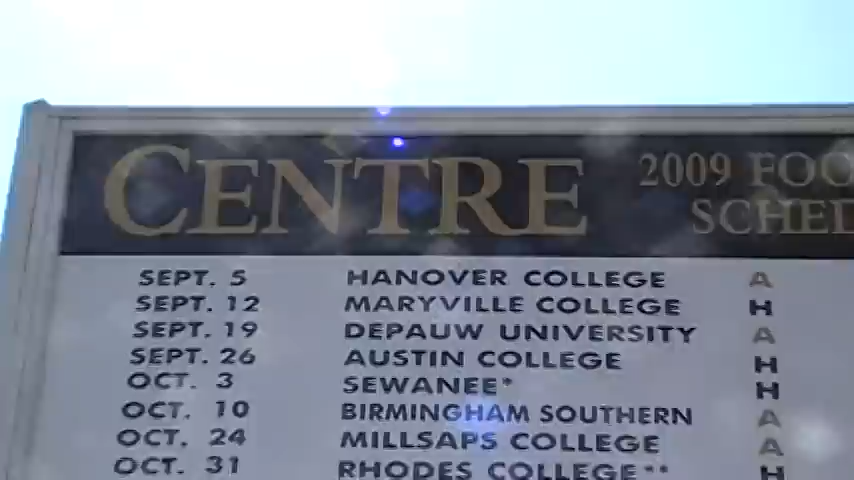 CENTRE
2009 FOO
SCHED
SEPT. 5 HANOVER COLLEGE A
SEPT. 12 MARYVILLE COLLEGE H
SEPT. 19 DEPAUW UNIVERSITY A
SEPT. 26 AUSTIN COLLEGE H
OCT. 3 SEWANEE* H
OCT. 10 BIRMINGHAM SOUTHERN A
OCT. 24 MILLSAPS COLLEGE A
OCT. 31 RHODES COLLEGE** H